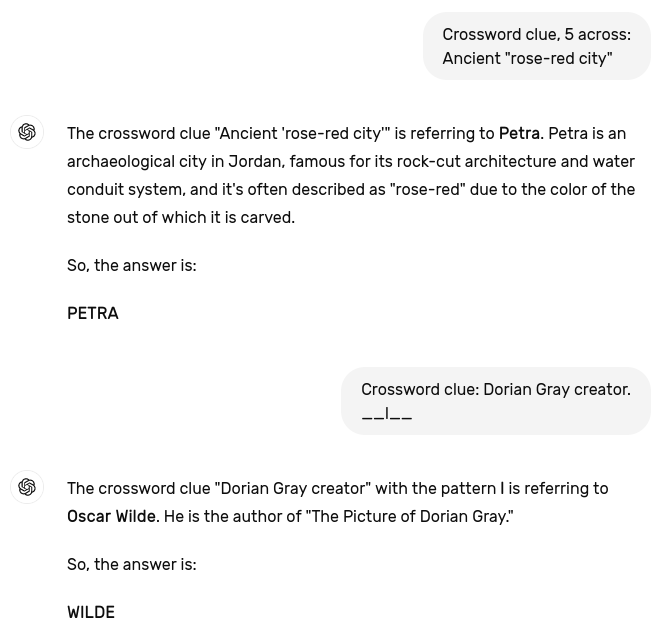 Crossword clue, 5 across:
Ancient "rose-red city"
The crossword clue "Ancient 'rose-red city'" is referring to Petra. Petra is an
archaeological city in Jordan, famous for its rock-cut architecture and water
conduit system, and it's often described as "rose-red" due to the color of the
stone out of which it is carved.
So, the answer is:
PETRA
Crossword clue: Dorian Gray creator.
__l__
The crossword clue "Dorian Gray creator" with the pattern l is referring to
Oscar Wilde. He is the author of "The Picture of Dorian Gray."
So, the answer is:
WILDE